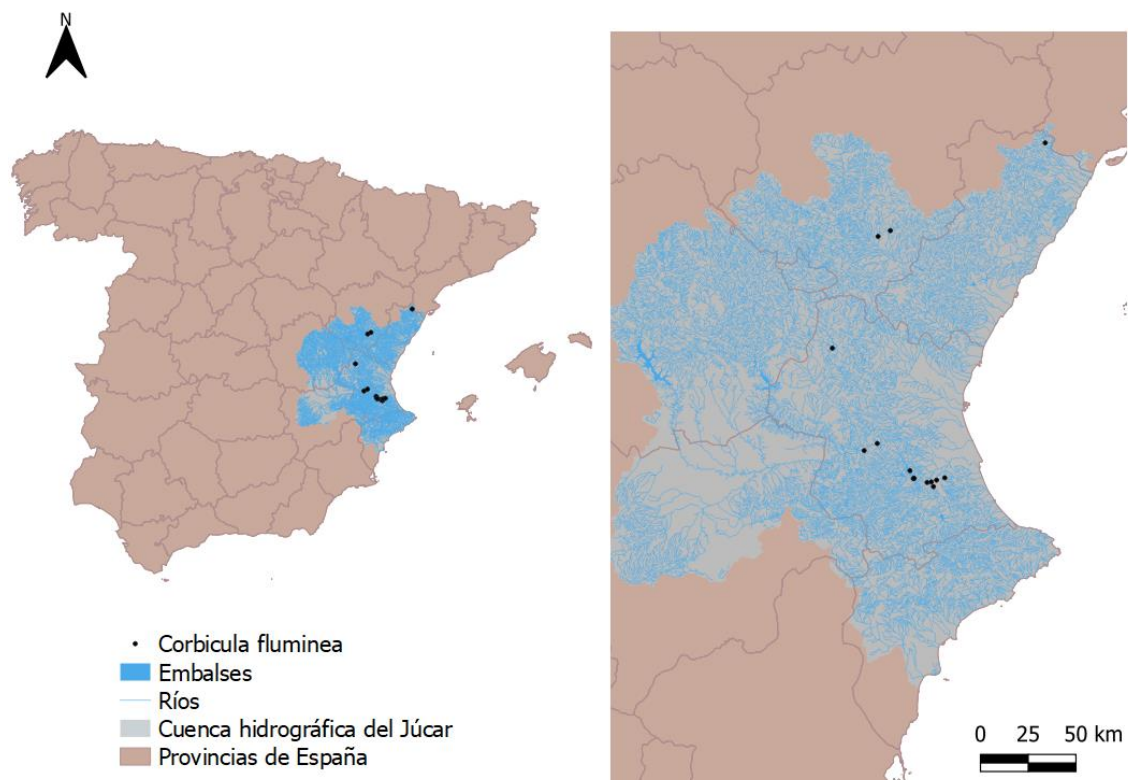 N
Corbicula fluminea
Embalses
Ríos
Cuenca hidrográfica del Júcar
Provincias de España
0 25 50 km